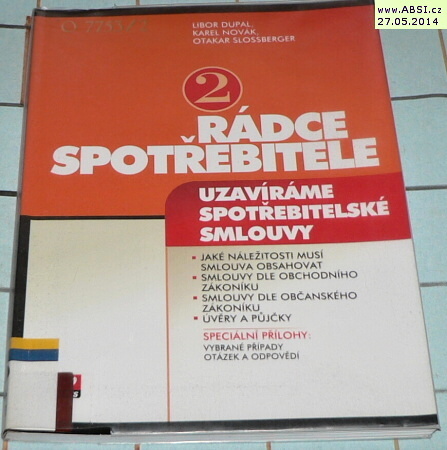 www.ABSI.cz
27.05.2014
LIBOR DUPAL,
KAREL NOVÁK,
OTAKAR SLOSSBERGER
2
RÁDCE
SPOTŘEBITELE
UZAVÍRÁME
SPOTŘEBITELSKÉ
SMLOUVY
▪ JAKÉ NÁLEŽITOSTI MUSÍ
SMLOUVA OBSAHOVAT
▪ SMLOUVY DLE OBCHODNÍHO
ZÁKONÍKU
▪ SMLOUVY DLE OBČANSKÉHO
ZÁKONÍKU
▪ ÚVĚRY A PŮJČKY
SPECIÁLNÍ PŘÍLOHY:
VYBRANÉ PŘÍPADY
OTÁZEK A ODPOVĚDÍ